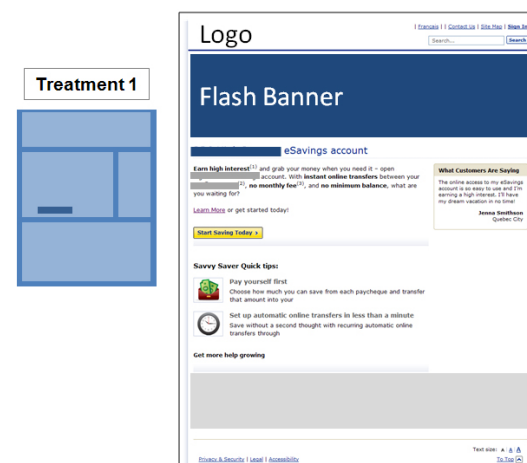 Treatment 1
Logo
| Français | | Contact Us | Site Map | Sign In
Search...
Search
Flash Banner
eSavings account
Earn high interest(1) and grab your money when you need it – open
account. With instant online transfers between your
(2), no monthly fee(3), and no minimum balance, what are
you waiting for?
Learn More or get started today!
Start Saving Today ›
What Customers Are Saying
The online access to my eSavings
account is so easy to use and I'm
earning a high interest. I'll have
my dream vacation in no time!
Jenna Smithson
Quebec City
Savvy Saver Quick tips:
Pay yourself first
Choose how much you can save from each paycheque and transfer
that amount into your
Set up automatic online transfers in less than a minute
Save without a second thought with recurring automatic online
transfers through
Get more help growing
Text size: A A A
Privacy & Security | Legal | Accessibility
To Top